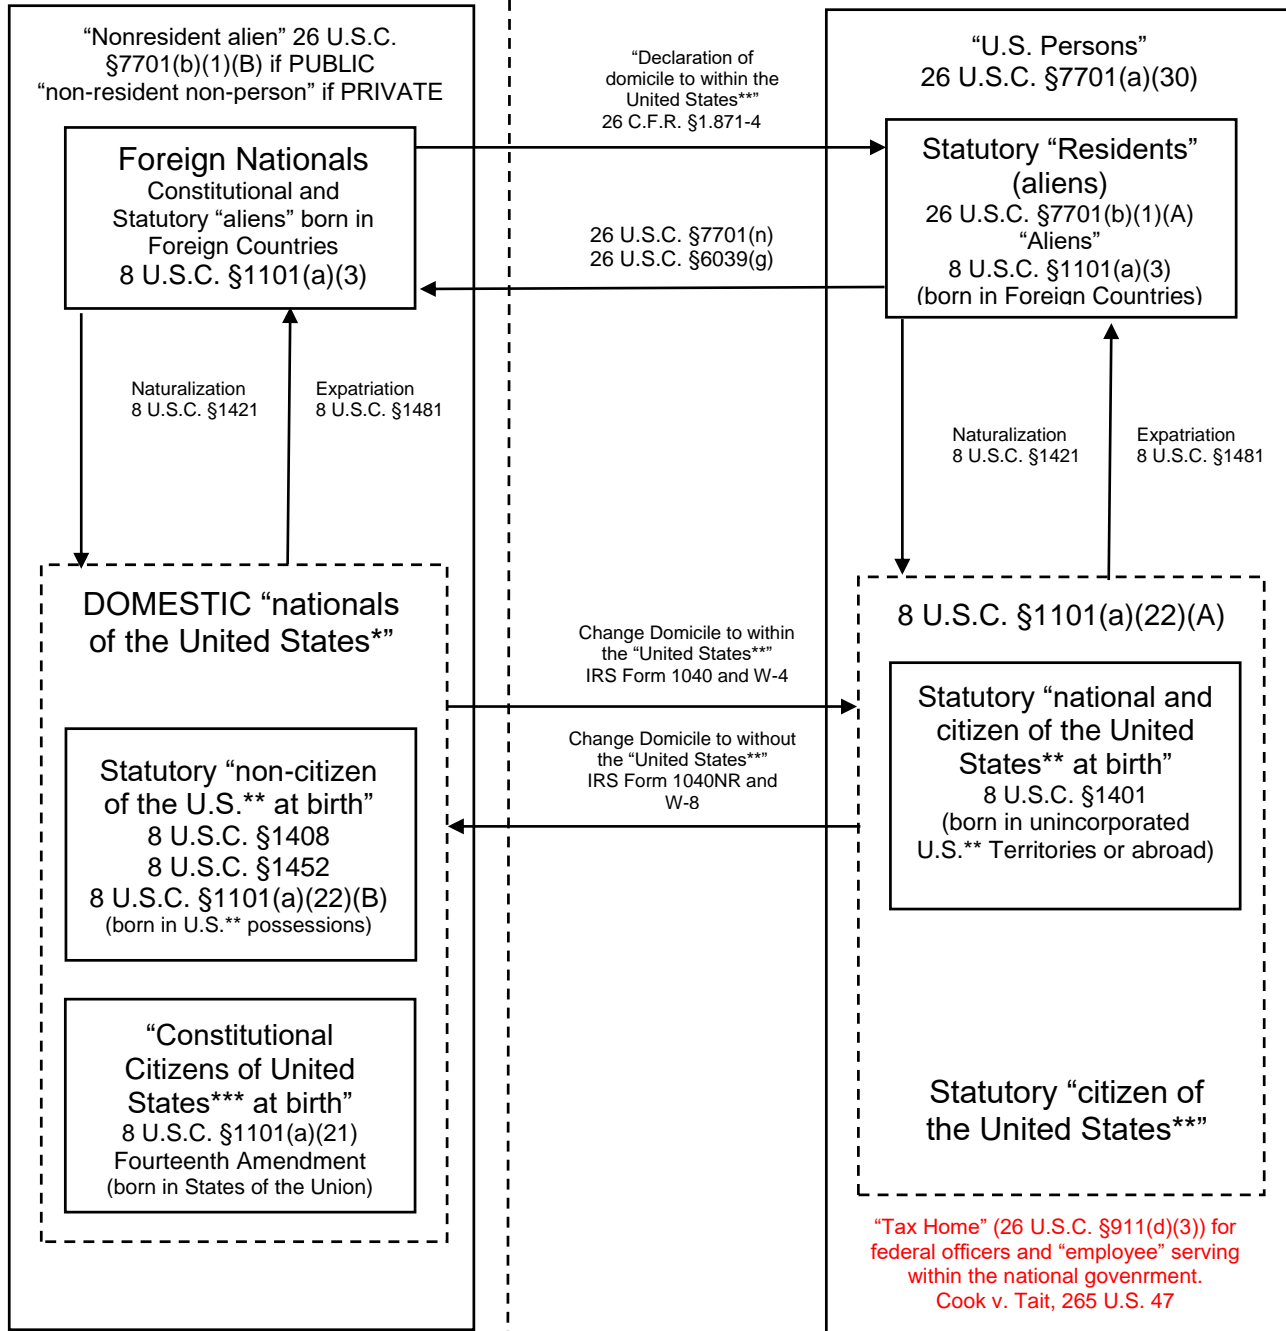 “Nonresident alien” 26 U.S.C.
§7701(b)(1)(B) if PUBLIC
“non-resident non-person” if PRIVATE
Foreign Nationals
Constitutional and
Statutory “aliens” born in
Foreign Countries
8 U.S.C. §1101(a)(3)
“Declaration of
domicile to within the
United States**”
26 C.F.R. §1.871-4
26 U.S.C. §7701(n)
26 U.S.C. §6039(g)
“U.S. Persons”
26 U.S.C. §7701(a)(30)
Statutory “Residents”
(aliens)
26 U.S.C. §7701(b)(1)(A)
“Aliens”
8 U.S.C. §1101(a)(3)
(born in Foreign Countries)
Naturalization
8 U.S.C. §1421
Expatriation
8 U.S.C. §1481
Naturalization
8 U.S.C. §1421
Expatriation
8 U.S.C. §1481
DOMESTIC “nationals
of the United States*”
Statutory “non-citizen
of the U.S.** at birth”
8 U.S.C. §1408
8 U.S.C. §1452
8 U.S.C. §1101(a)(22)(B)
(born in U.S.** possessions)
“Constitutional
Citizens of United
States*** at birth”
8 U.S.C. §1101(a)(21)
Fourteenth Amendment
(born in States of the Union)
Change Domicile to within
the “United States**”
IRS Form 1040 and W-4
Change Domicile to without
the “United States**”
IRS Form 1040NR and
W-8
8 U.S.C. §1101(a)(22)(A)
Statutory “national and
citizen of the United
States** at birth”
8 U.S.C. §1401
(born in unincorporated
U.S.** Territories or abroad)
Statutory “citizen of
the United States**”
“Tax Home” (26 U.S.C. §911(d)(3)) for
federal officers and “employee” serving
within the national govenrment.
Cook v. Tait, 265 U.S. 47